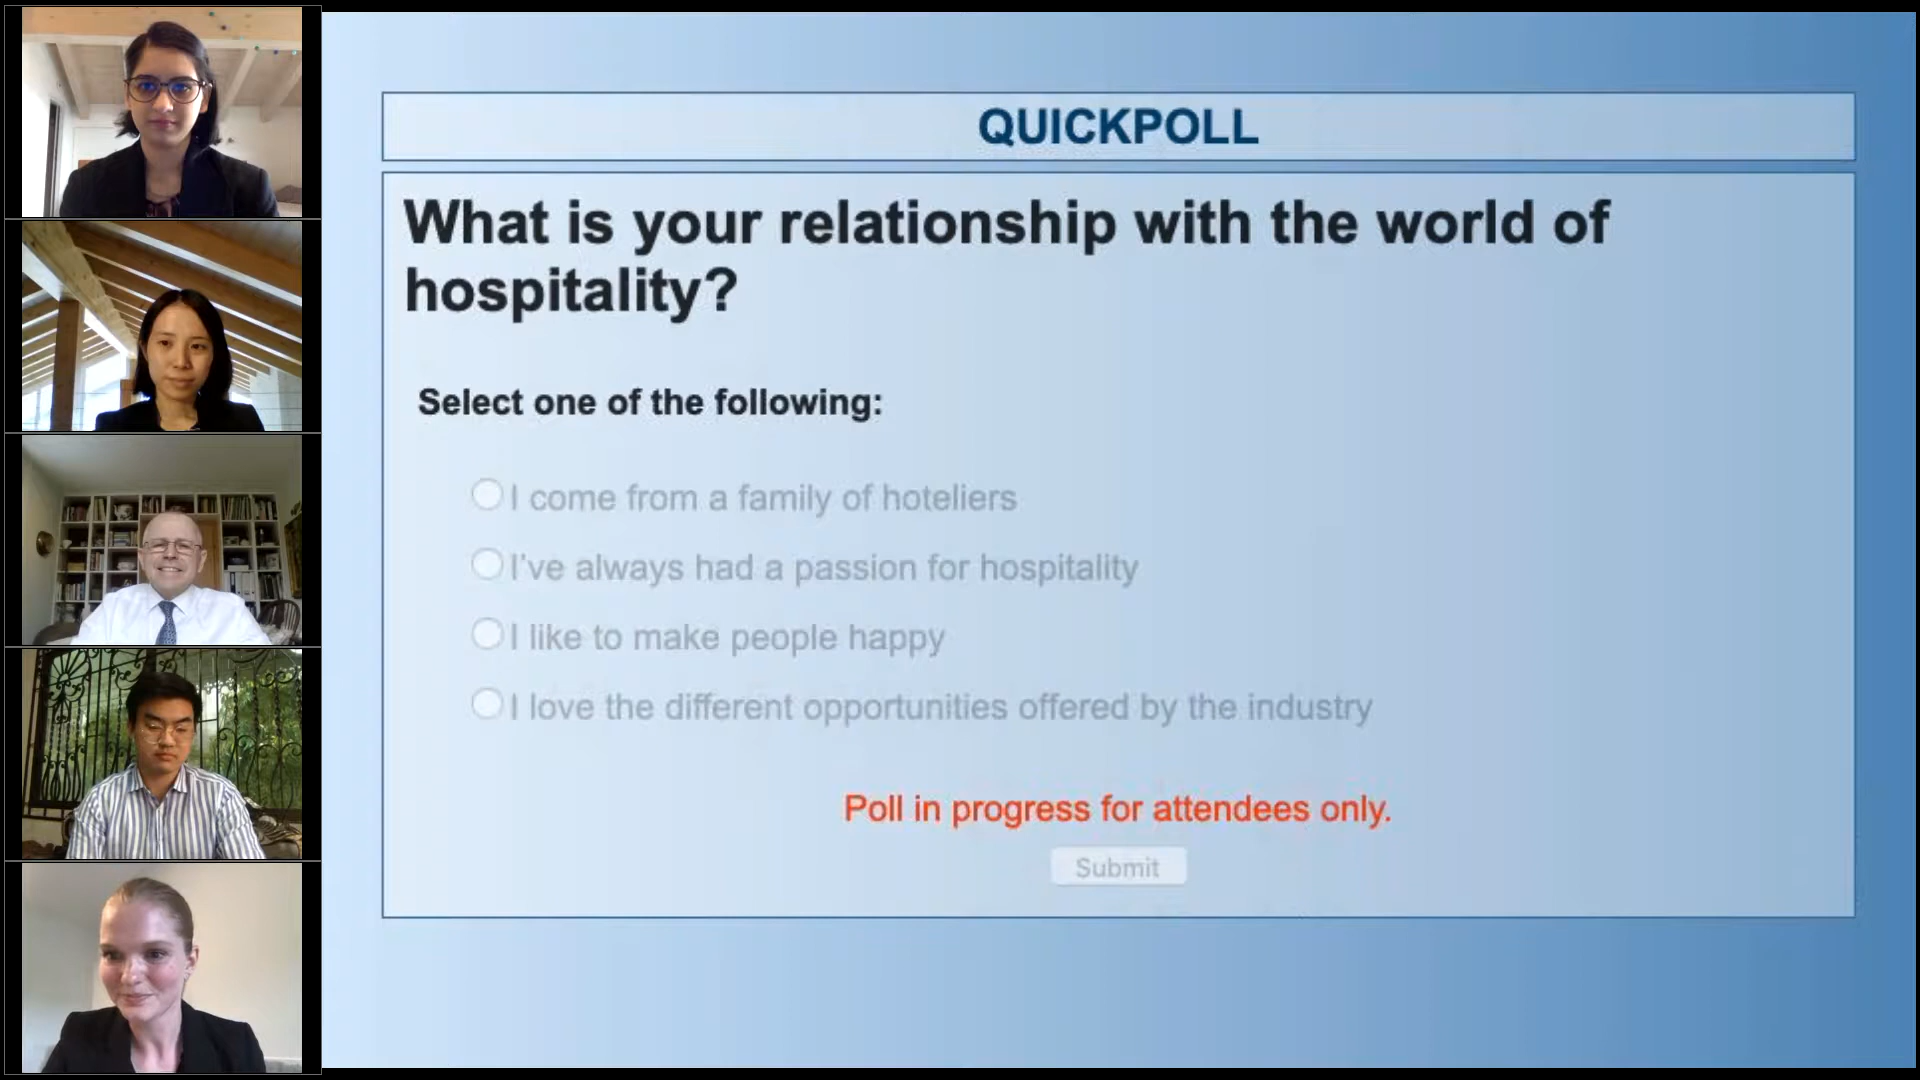 QUICKPOLL
What is your relationship with the world of
hospitality?
Select one of the following:
I come from a family of hoteliers
I've always had a passion for hospitality
I like to make people happy
I love the different opportunities offered by the industry
Poll in progress for attendees only.
Submit